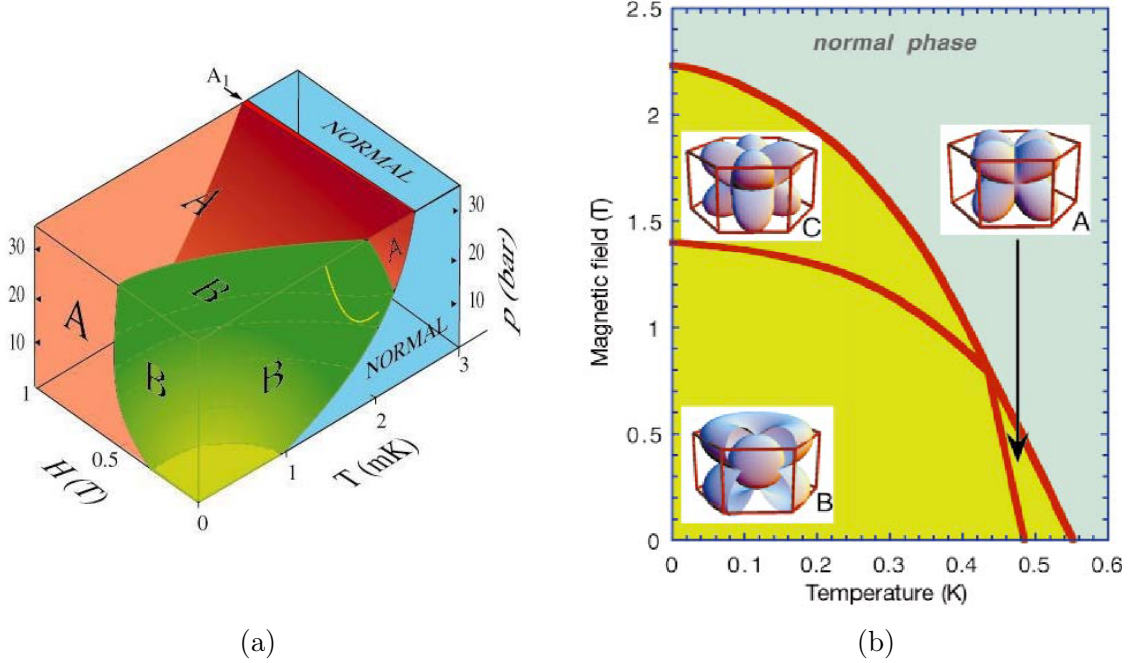 A1
NORMAL
A
A
B
A
B
B
NORMAL
30
20
10
30
20
10
P (bar)
1
0.5
0
1
2
3
H (T)
T (mK)
(a)
2.5
2
1.5
1
0.5
0
Magnetic field (T)
normal phase
C
A
B
0
0.1
0.2
0.3
0.4
0.5
0.6
Temperature (K)
(b)